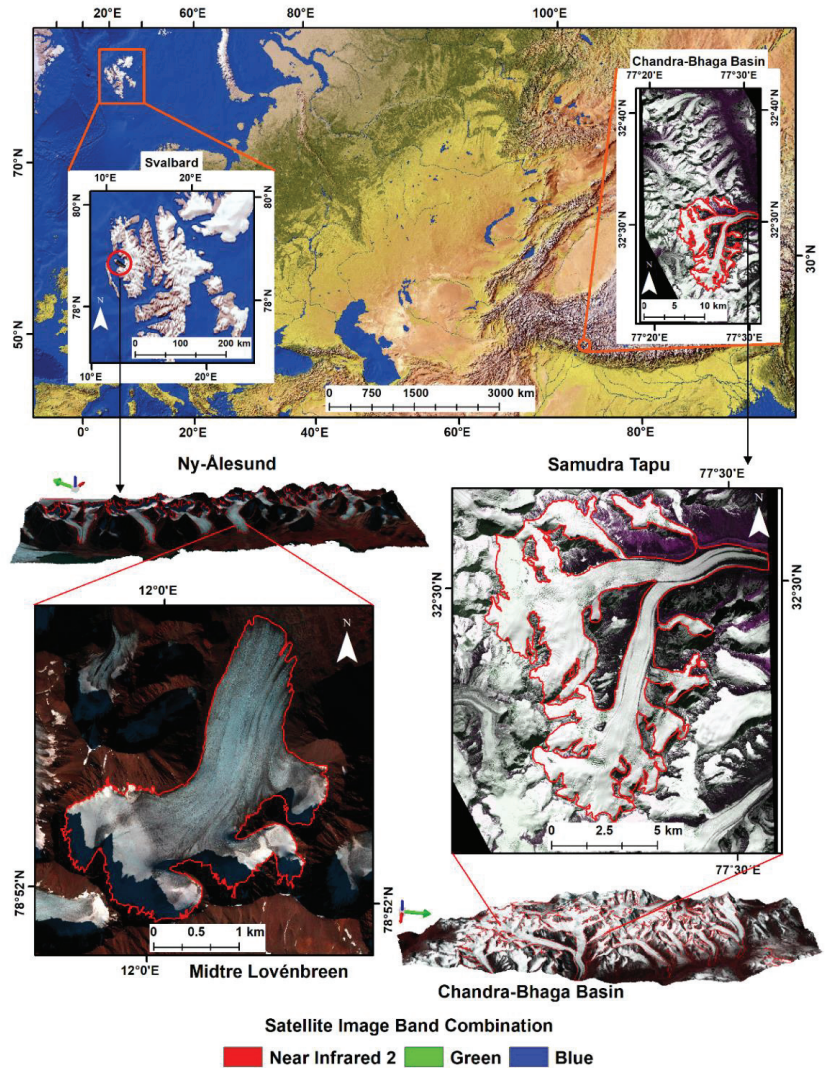 20° 40° 60° 80° 100°E
70°N
50°N
30°N
0° 20°E 40°E 60°E 80°E
0 750 1500 3000 km
Svalbard
10°E 20°E
80°N 80°N
78°N 78°N
N
0 100 200 km
10°E 20°E
Chandra-Bhaga Basin
77°20'E 77°30'E
32°40'N 32°40'N
32°30'N 32°30'N
N
0 5 10 km
77°20'E 77°30'E
Ny-Ålesund
12°0'E
N
78°52'N 78°52'N
0 0.5 1 km
12°0'E
Midtre Lovénbreen
Samudra Tapu
77°30'E
N
32°30'N 32°30'N
0 2.5 5 km
77°30'E
Chandra-Bhaga Basin
Satellite Image Band Combination
Near Infrared 2 Green Blue